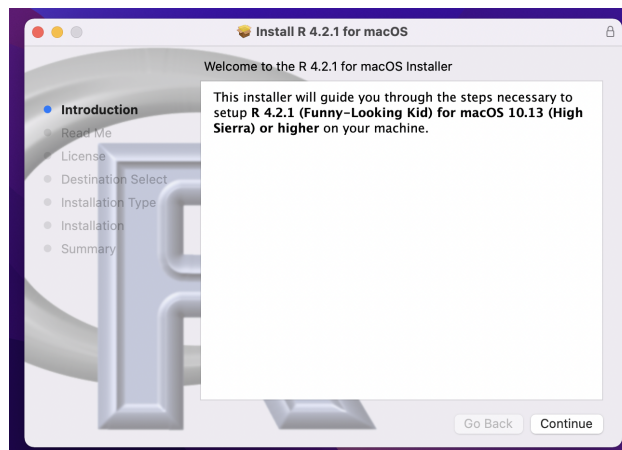 Install R 4.2.1 for macOS
Welcome to the R 4.2.1 for macOS Installer
Introduction
Read Me
License
Destination Select
Installation Type
Installation
Summary
This installer will guide you through the steps necessary to
setup R 4.2.1 (Funny-Looking Kid) for macOS 10.13 (High
Sierra) or higher on your machine.
Go Back
Continue